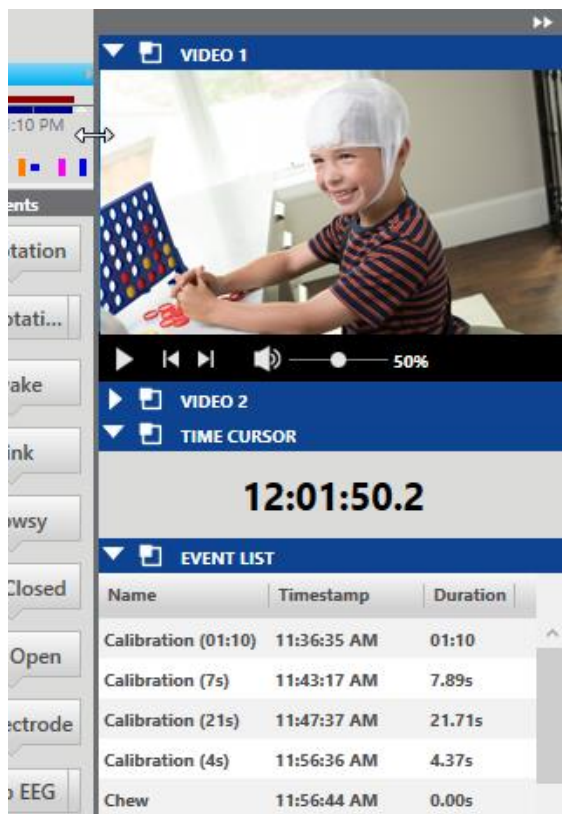 VIDEO 1
:10 PM
ents
otation
otati...
ake
ink
owsy
Closed
Open
ectrode
EEG
50%
VIDEO 2
TIME CURSOR
12:01:50.2
EVENT LIST
Name Timestamp Duration
Calibration (01:10) 11:36:35 AM 01:10
Calibration (7s) 11:43:17 AM 7.89s
Calibration (21s) 11:47:37 AM 21.71s
Calibration (4s) 11:56:36 AM 4.37s
Chew 11:56:44 AM 0.00s